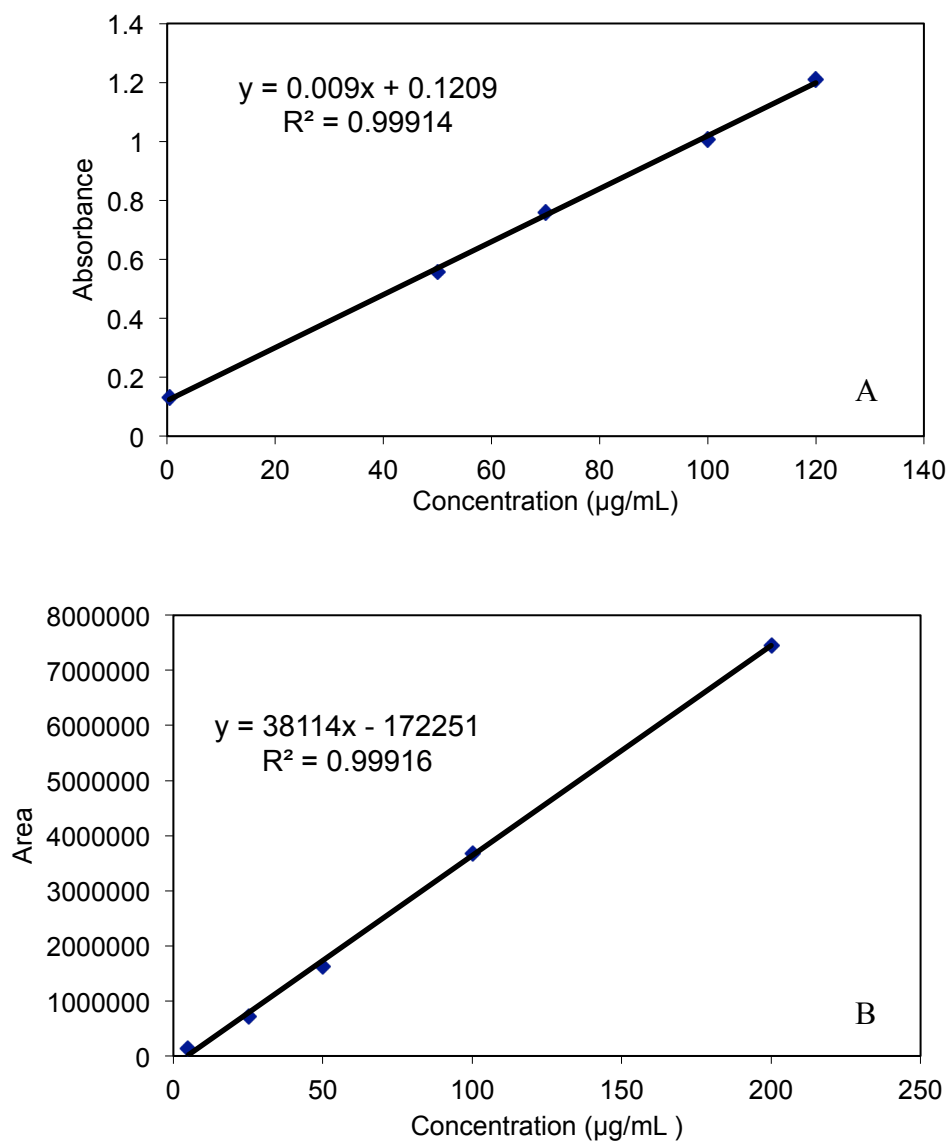 1.4
1.2
1
0.8
0.6
0.4
0.2
0
y = 0.009x + 0.1209
R² = 0.99914
Absorbance
A
0 20 40 60 80 100 120 140
Concentration (µg/mL)
8000000
7000000
6000000
5000000
4000000
3000000
2000000
1000000
0
y = 38114x - 172251
R² = 0.99916
Area
B
0 50 100 150 200 250
Concentration (µg/mL )